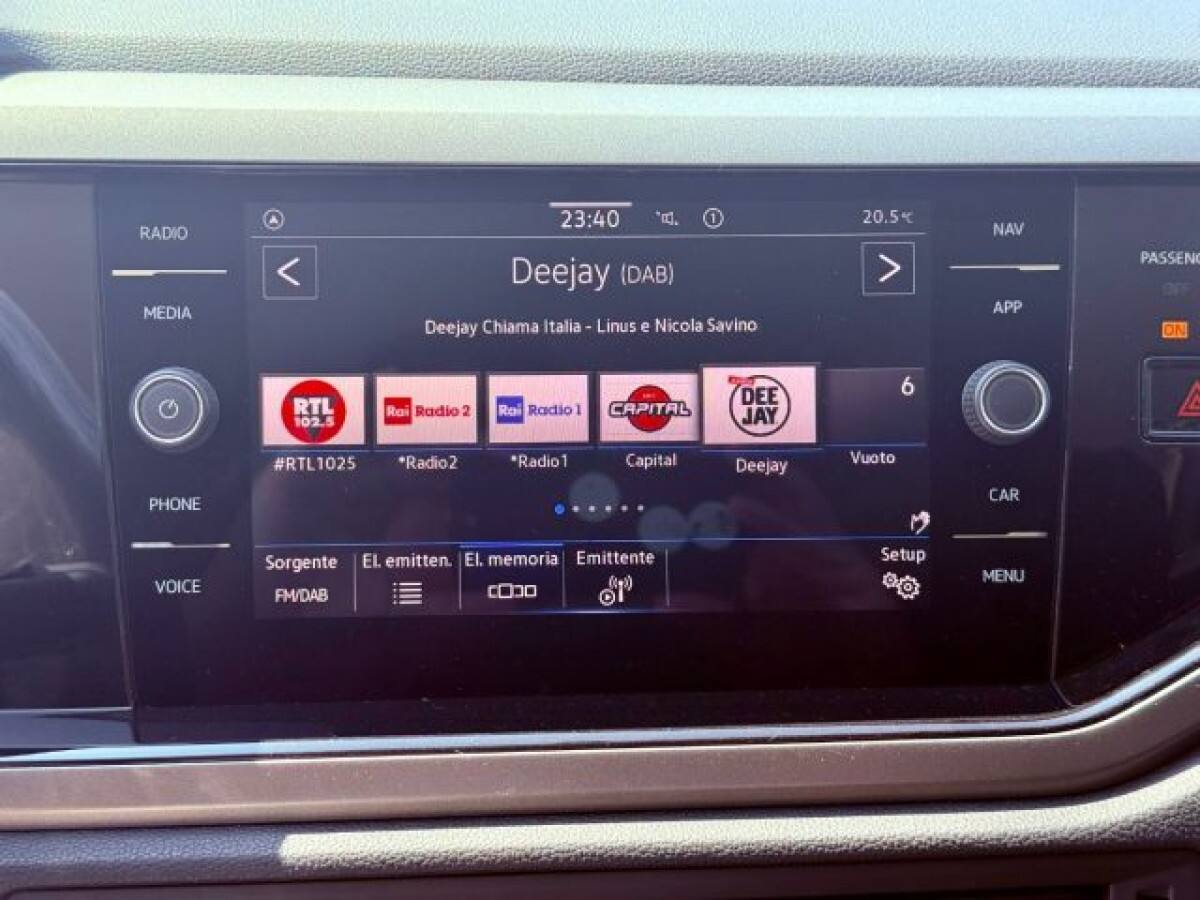 RADIO
MEDIA
PHONE
VOICE
23:40
1
20.5°C
Deejay (DAB)
Deejay Chiama Italia - Linus e Nicola Savino
RTL
102.5
Rai Radio 2
Rai Radio 1
CAPITAL
DEE
JAY
6
#RTL1025
*Radio2
*Radio1
Capital
Deejay
Vuoto
Sorgente
FM/DAB
El. emitten.
El. memoria
Emittente
Setup
NAV
APP
CAR
MENU
PASSENG
OFF
ON